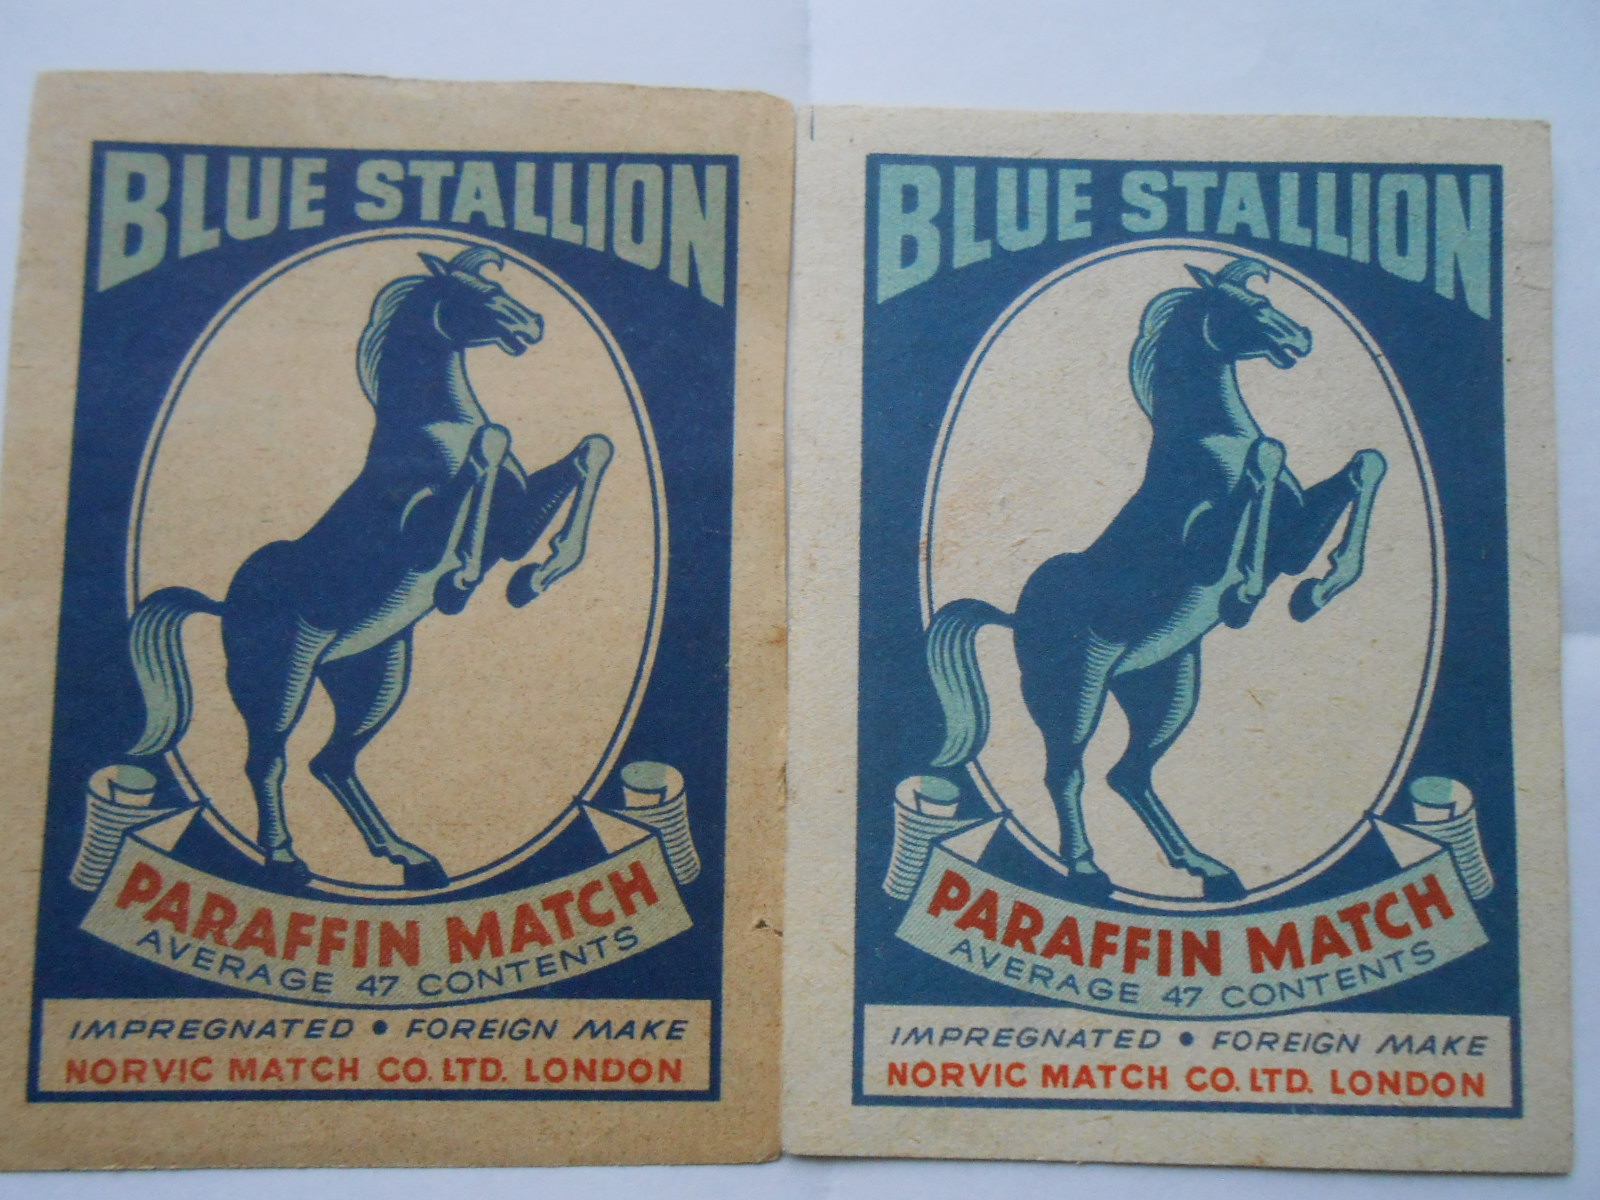 BLUE STALLION
PARAFFIN MATCH
AVERAGE 47 CONTENTS
IMPREGNATED • FOREIGN MAKE
NORVIC MATCH CO. LTD. LONDON
BLUE STALLION
PARAFFIN MATCH
AVERAGE 47 CONTENTS
IMPREGNATED • FOREIGN MAKE
NORVIC MATCH CO. LTD. LONDON